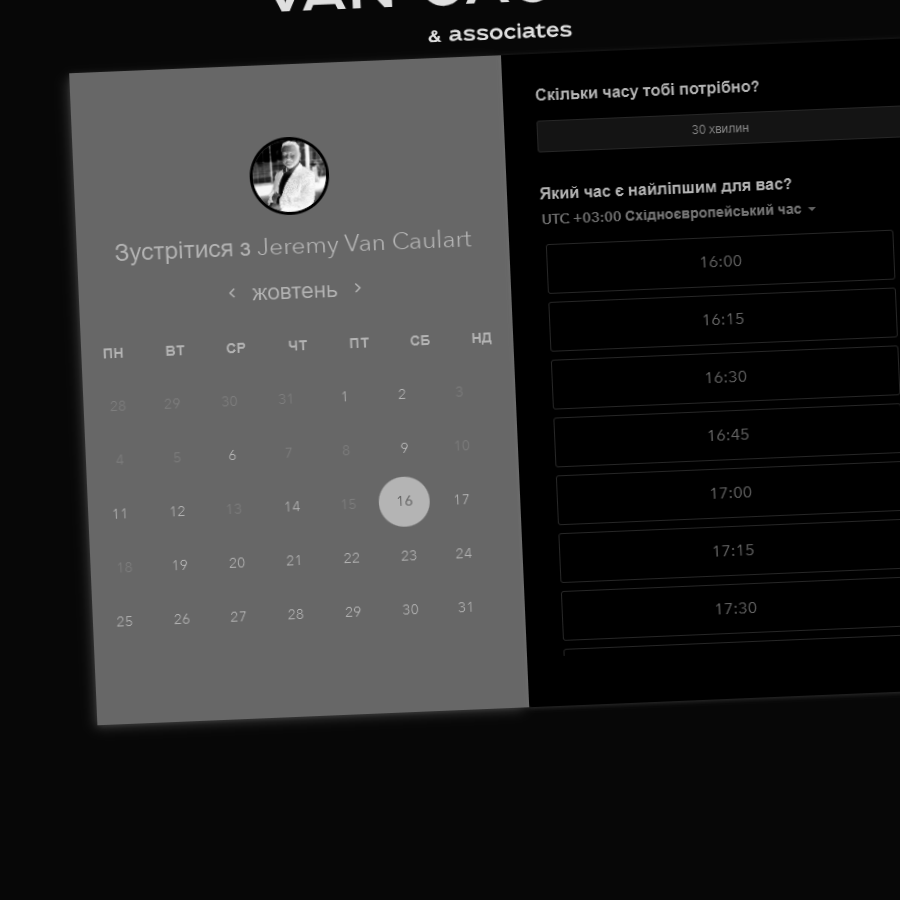 VAN CAU
& associates
Зустрітися з Jeremy Van Caulart
жовтень
ПН ВТ СР ЧТ ПТ СБ НД
28 29 30 31 1 2 3
4 5 6 7 8 9 10
11 12 13 14 15 16 17
18 19 20 21 22 23 24
25 26 27 28 29 30 31
Скільки часу тобі потрібно?
30 хвилин
Який час є найліпшим для вас?
UTC +03:00 Східноєвропейський час
16:00
16:15
16:30
16:45
17:00
17:15
17:30